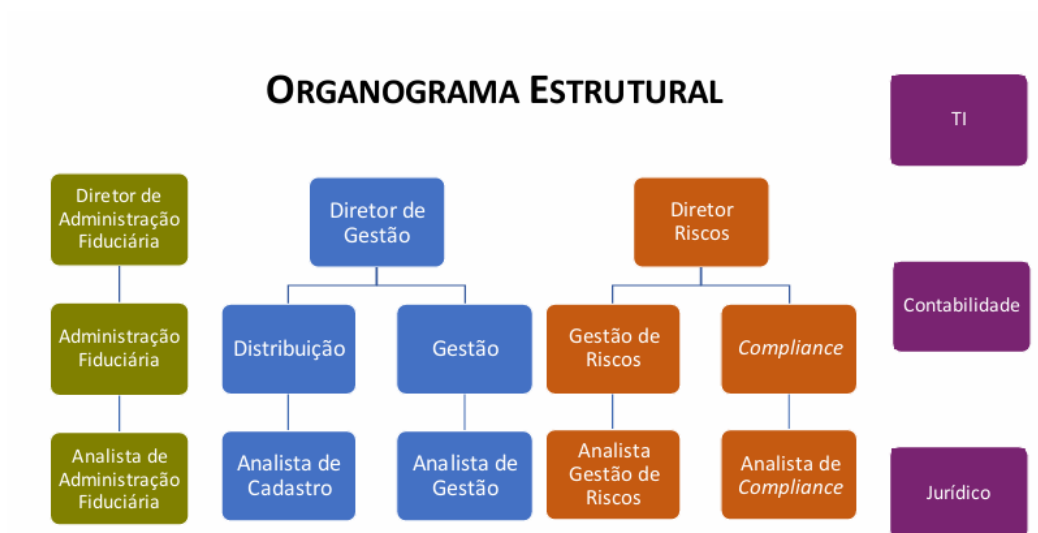 ORGANOGRAMA ESTRUTURAL
TI
Diretor de
Administração
Fiduciária
Diretor de
Gestão
Diretor
Riscos
Contabilidade
Administração
Fiduciária
Distribuição
Gestão
Gestão de
Riscos
Compliance
Analista de
Administração
Fiduciária
Analista de
Cadastro
Analista de
Gestão
Analista
Gestão de
Riscos
Analista de
Compliance
Jurídico